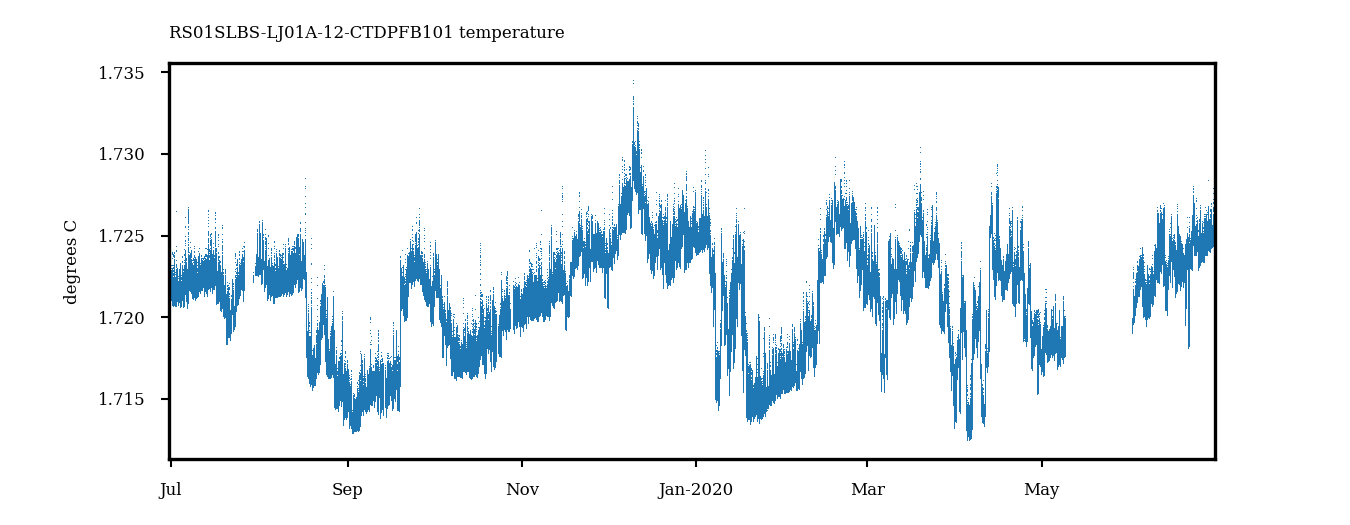 RS01SLBS-LJ01A-12-CTDPFB101 temperature
1.735
1.730
1.725
1.720
1.715
degrees C
Jul
Sep
Nov
Jan-2020
Mar
May